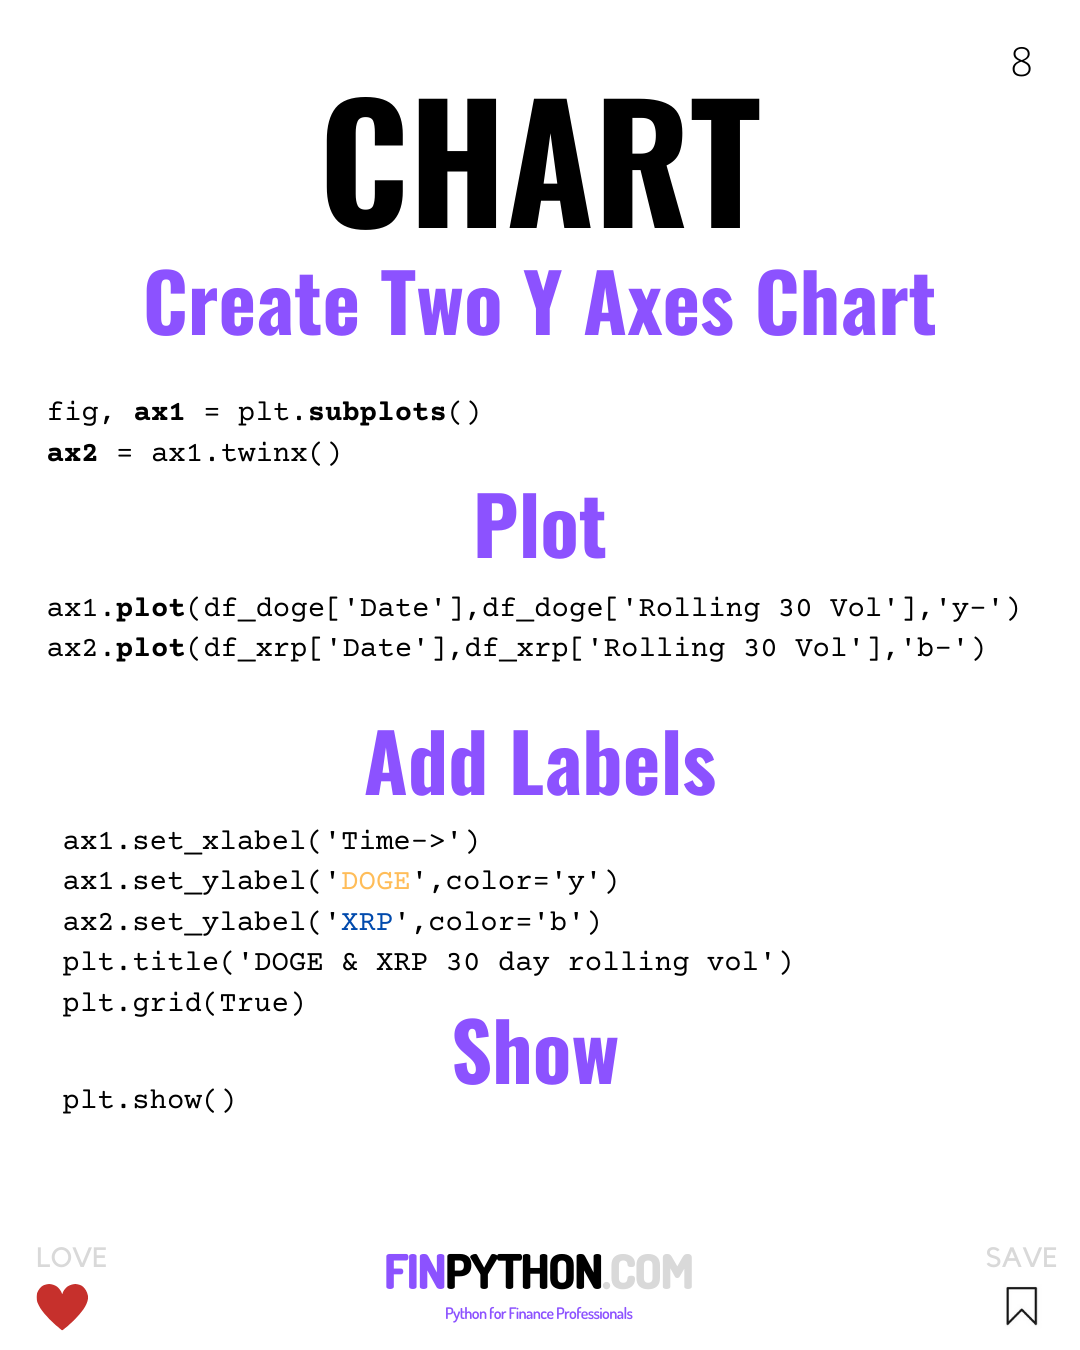 8
CHART
Create Two Y Axes Chart
fig, ax1 = plt.subplots()
ax2 = ax1.twinx()
Plot
ax1.plot(df_doge['Date'],df_doge['Rolling 30 Vol'],'y-')
ax2.plot(df_xrp['Date'],df_xrp['Rolling 30 Vol'],'b-')
Add Labels
ax1.set_xlabel('Time->')
ax1.set_ylabel('DOGE',color='y')
ax2.set_ylabel('XRP',color='b')
plt.title('DOGE & XRP 30 day rolling vol')
plt.grid(True)
Show
plt.show()
LOVE
FINPYTHON.COM
Python for Finance Professionals
SAVE